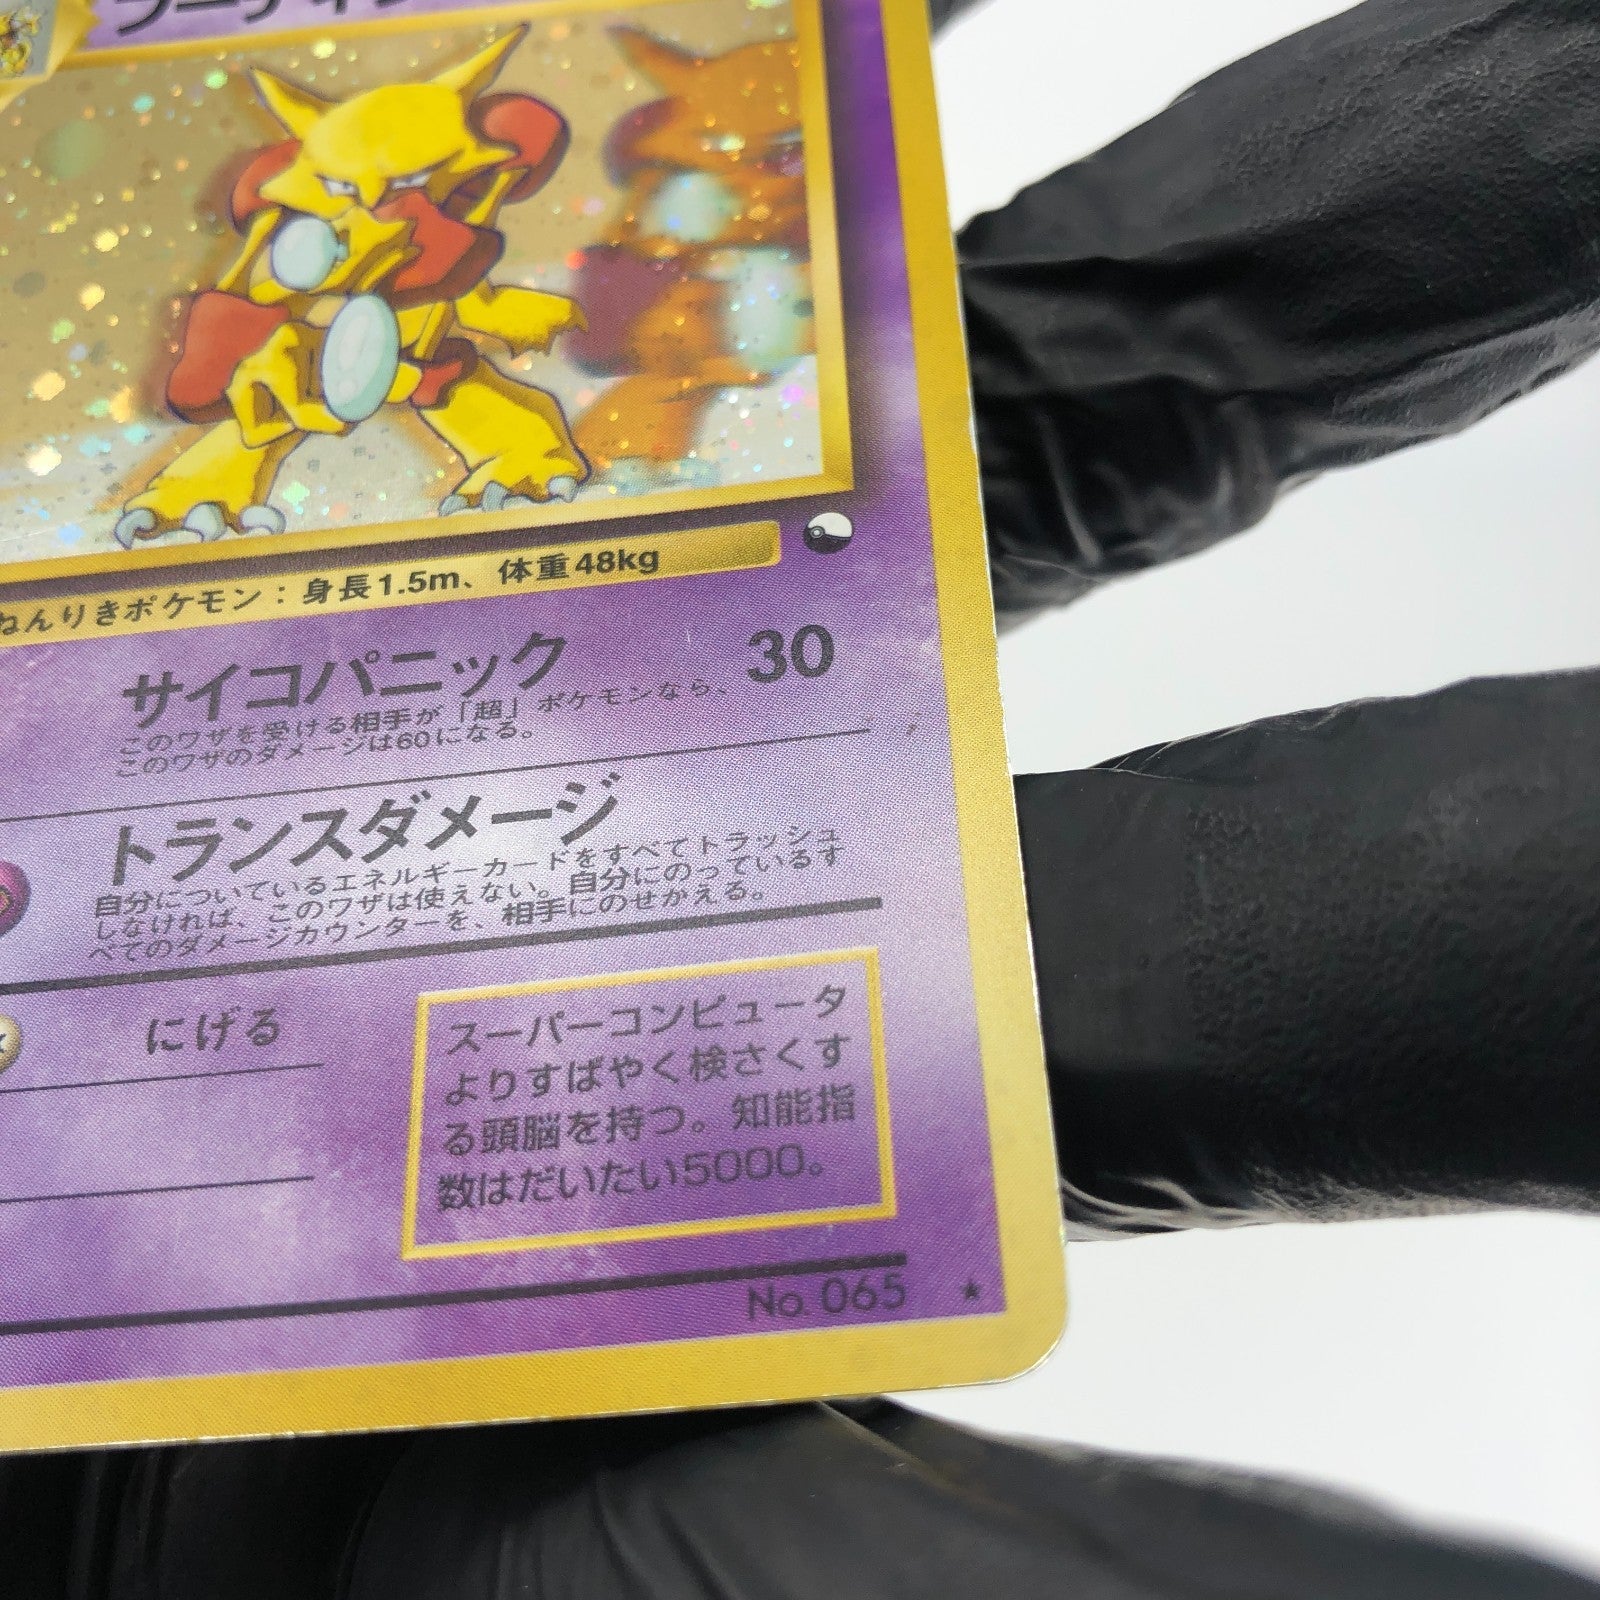 フーディン
ねんりきポケモン：身長1.5m、体重48kg
サイコパニック 30
このワザを受ける相手が「超」ポケモンなら、
このワザのダメージは60になる。
トランスダメージ
自分についているエネルギーカードをすべてトラッシュ
しなければ、このワザは使えない。自分にのっているす
べてのダメージカウンターを、相手にのせかえる。
にげる
スーパーコンピュータ
よりすばやく検さくす
る頭脳を持つ。知能指
数はだいたい5000。
No. 065 ★